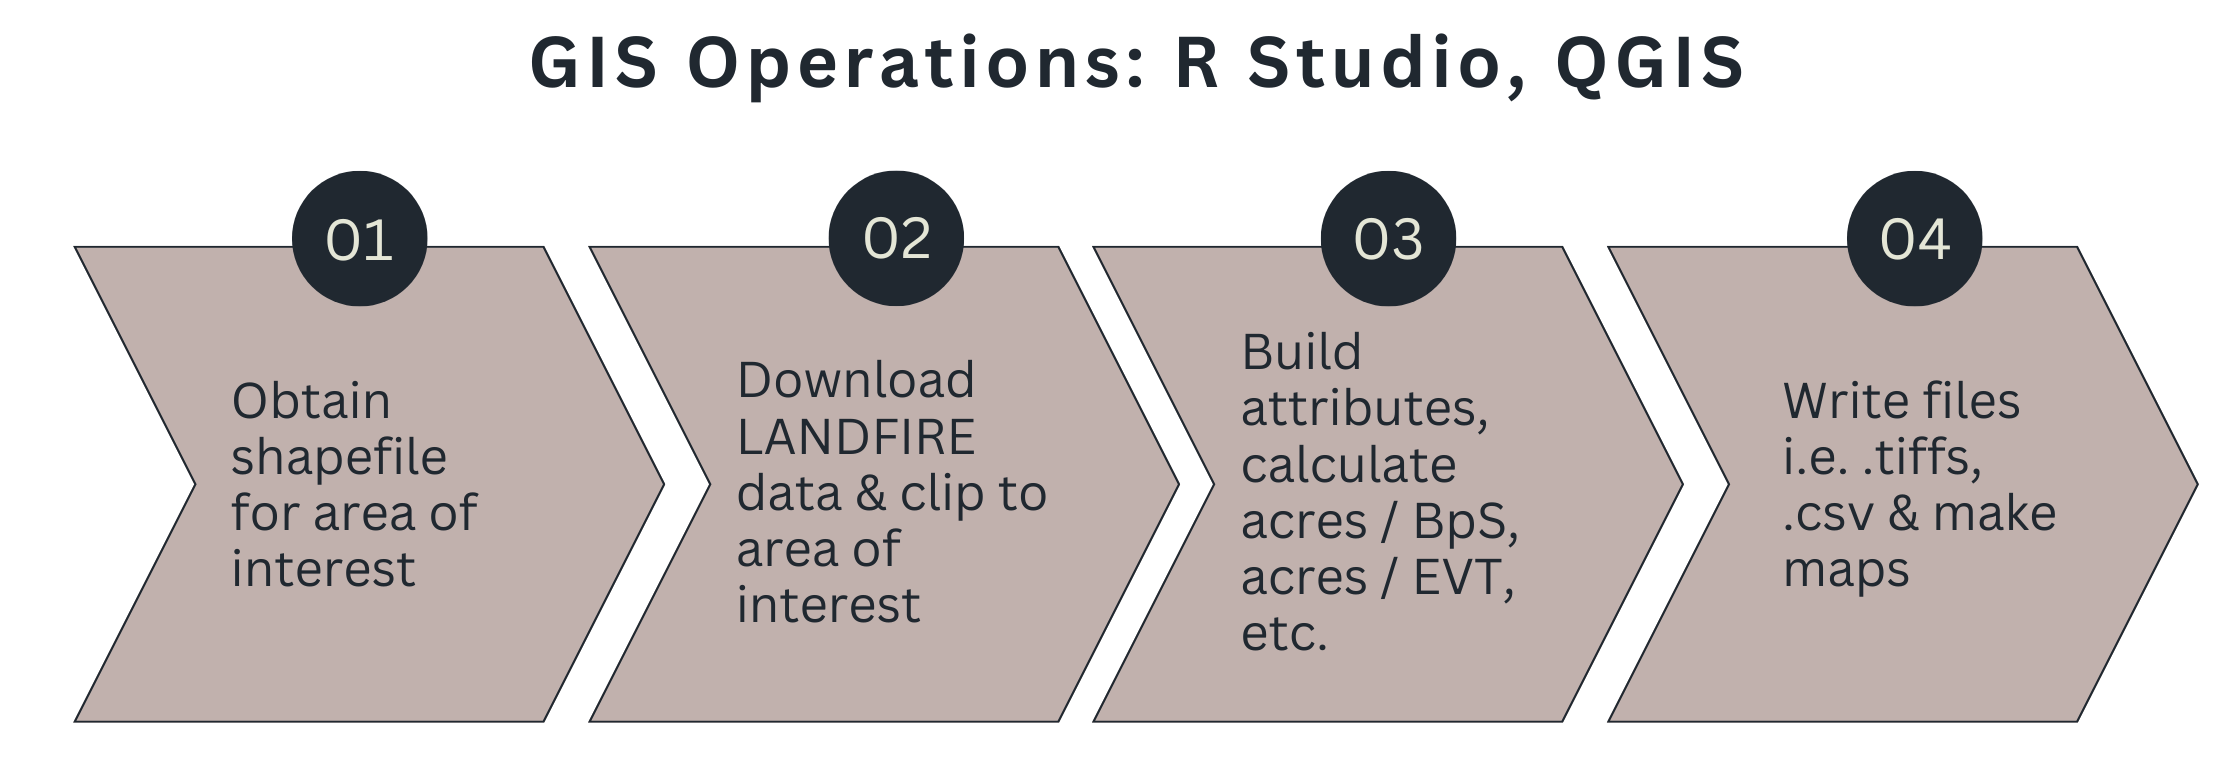 GIS Operations: R Studio, QGIS
01
Obtain
shapefile
for area of
interest
02
Download
LANDFIRE
data & clip to
area of
interest
03
Build
attributes,
calculate
acres / BpS,
acres / EVT,
etc.
04
Write files
i.e. .tiffs,
.csv & make
maps